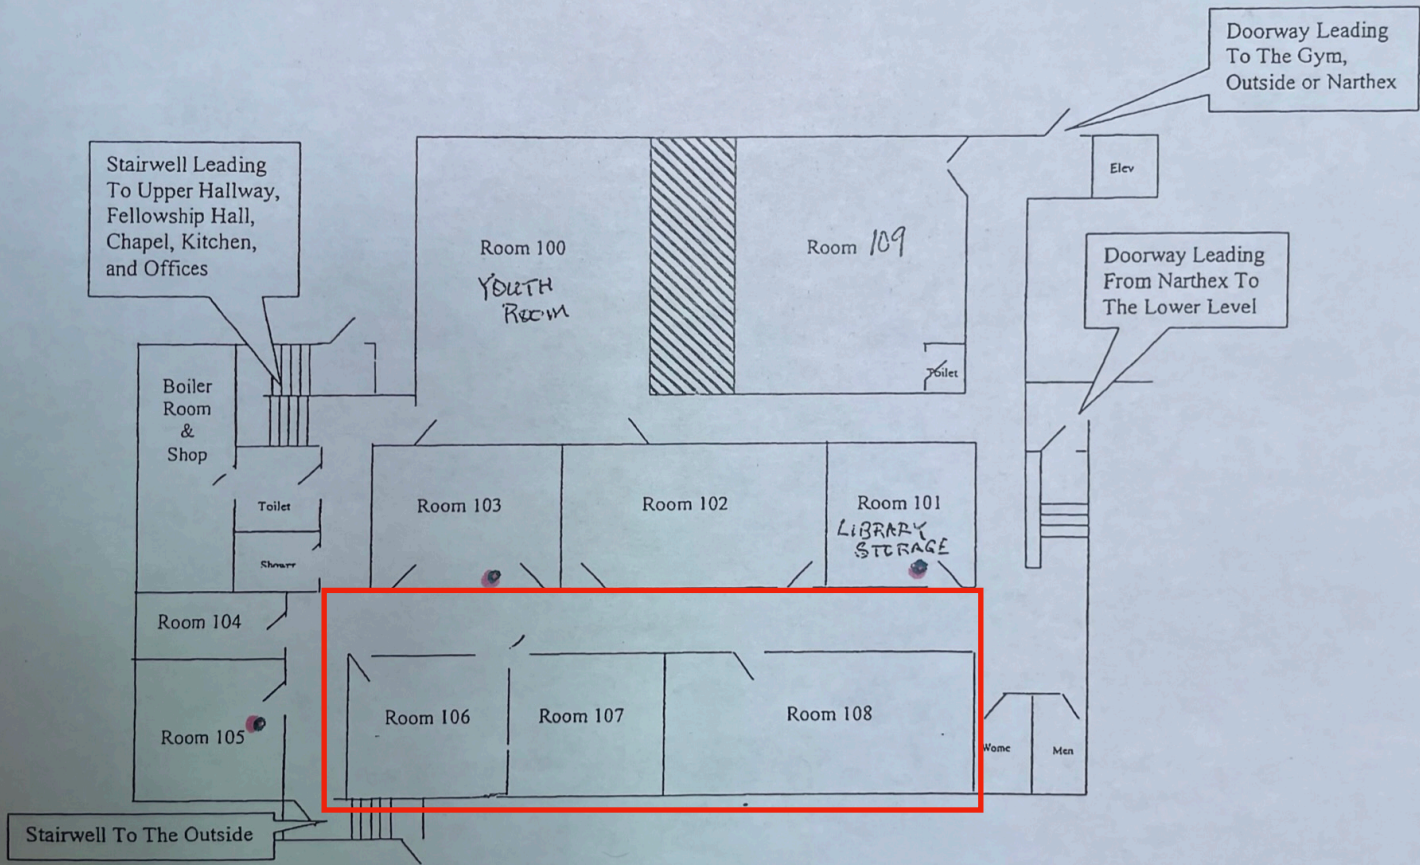 Doorway Leading
To The Gym,
Outside or Narthex
Elev
Stairwell Leading
To Upper Hallway,
Fellowship Hall,
Chapel, Kitchen,
and Offices
Room 100
YOUTH
ROOM
Room 109
Doorway Leading
From Narthex To
The Lower Level
Toilet
Boiler
Room
&
Shop
Toilet
Room 103
Room 102
Room 101
LIBRARY
STORAGE
Room 104
Room 105
Room 106
Room 107
Room 108
Wome
Men
Stairwell To The Outside